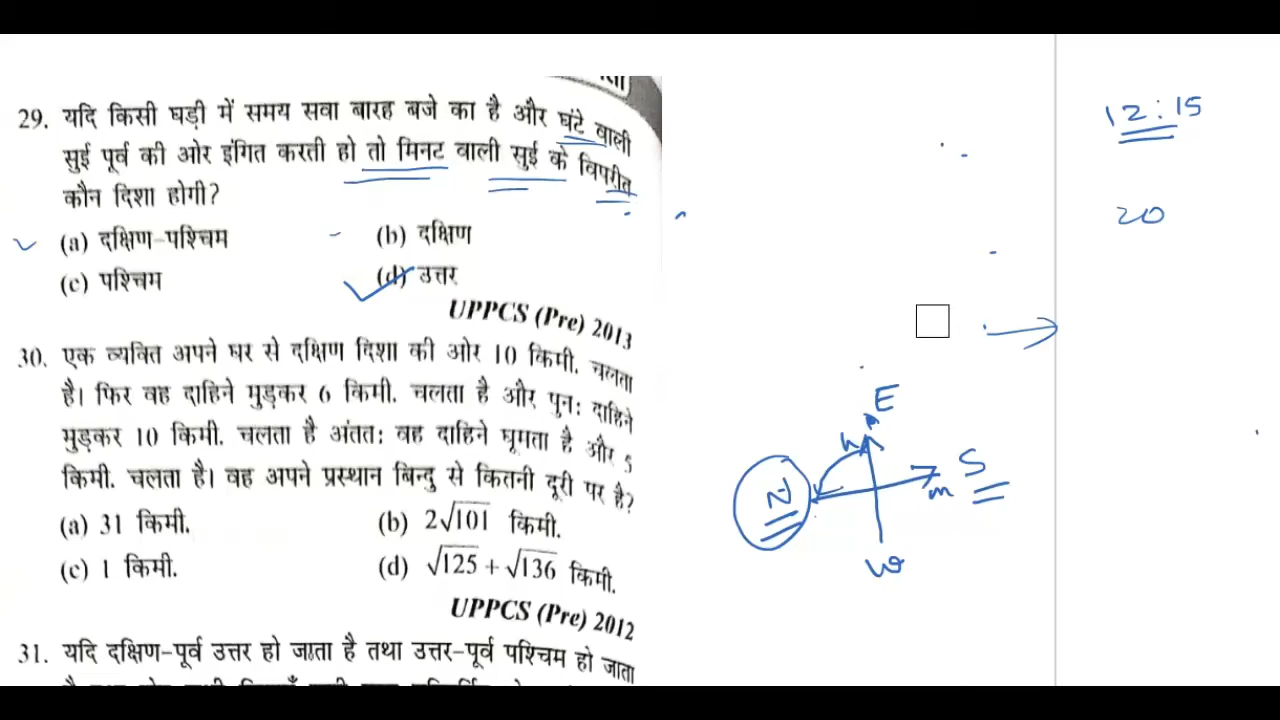 29. यदि किसी घड़ी में समय सवा बारह बजे का है और घंटे वाली
सुई पूर्व की ओर इंगित करती हो तो मिनट वाली सुई के विपरीत
कौन दिशा होगी?
(a) दक्षिण-पश्चिम (b) दक्षिण
(c) पश्चिम (d) उत्तर
UPPCS (Pre) 2013
30. एक व्यक्ति अपने घर से दक्षिण दिशा की ओर 10 किमी. चलता
है। फिर वह दाहिने मुड़कर 6 किमी. चलता है और पुन: दाहिने
मुड़कर 10 किमी. चलता है अंतत: वह दाहिने घूमता है और 5
किमी. चलता है। वह अपने प्रस्थान बिन्दु से कितनी दूरी पर है?
(a) 31 किमी. (b) 2√101 किमी.
(c) 1 किमी. (d) √125 + √136 किमी.
UPPCS (Pre) 2012
31. यदि दक्षिण-पूर्व उत्तर हो जाता है तथा उत्तर-पूर्व पश्चिम हो जाता
12:15
20
E
h
N
S
m
W